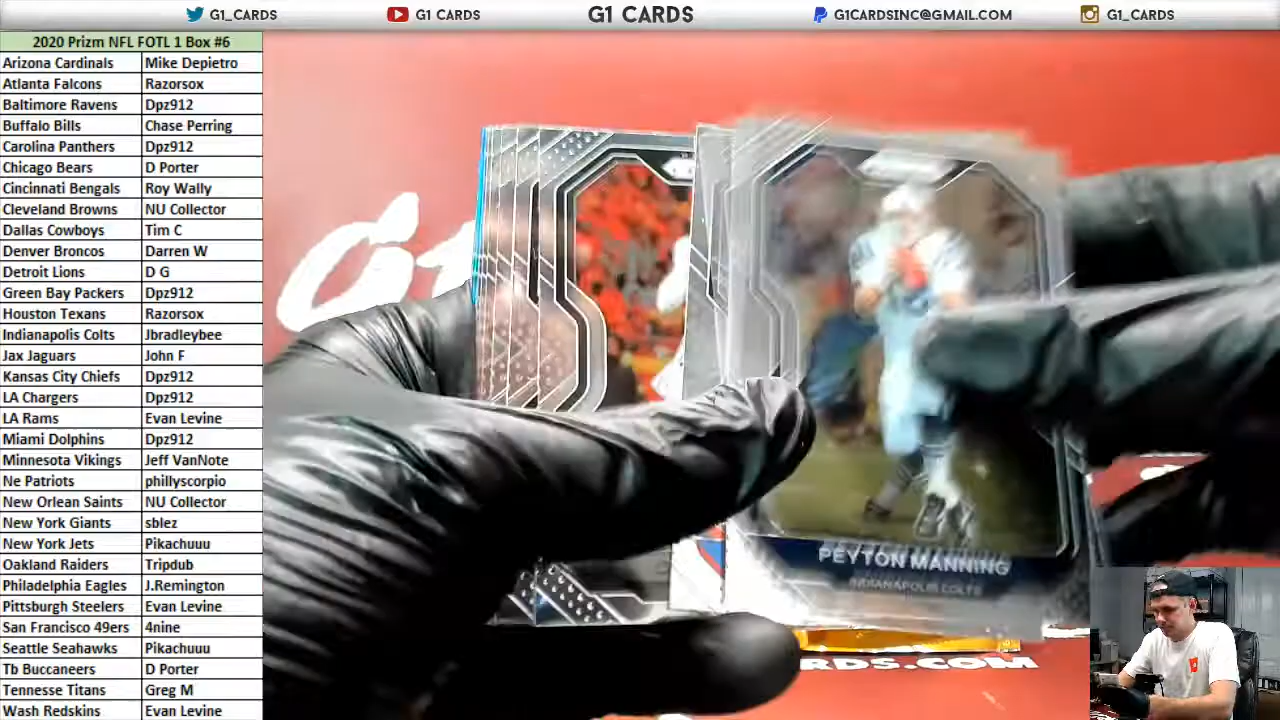 G1_CARDS
G1 CARDS
G1 CARDS
G1CARDSINC@GMAIL.COM
G1_CARDS
2020 Prizm NFL FOTL 1 Box #6
Arizona Cardinals Mike Depietro
Atlanta Falcons Razorsox
Baltimore Ravens Dpz912
Buffalo Bills Chase Perring
Carolina Panthers Dpz912
Chicago Bears D Porter
Cincinnati Bengals Roy Wally
Cleveland Browns NU Collector
Dallas Cowboys Tim C
Denver Broncos Darren W
Detroit Lions D G
Green Bay Packers Dpz912
Houston Texans Razorsox
Indianapolis Colts Jbradleybee
Jax Jaguars John F
Kansas City Chiefs Dpz912
LA Chargers Dpz912
LA Rams Evan Levine
Miami Dolphins Dpz912
Minnesota Vikings Jeff VanNote
Ne Patriots phillyscorpio
New Orlean Saints NU Collector
New York Giants sblez
New York Jets Pikachuuu
Oakland Raiders Tripdub
Philadelphia Eagles J.Remington
Pittsburgh Steelers Evan Levine
San Francisco 49ers 4nine
Seattle Seahawks Pikachuuu
Tb Buccaneers D Porter
Tennesse Titans Greg M
Wash Redskins Evan Levine
PEYTON MANNING
INDIANAPOLIS COLTS
RDS.COM